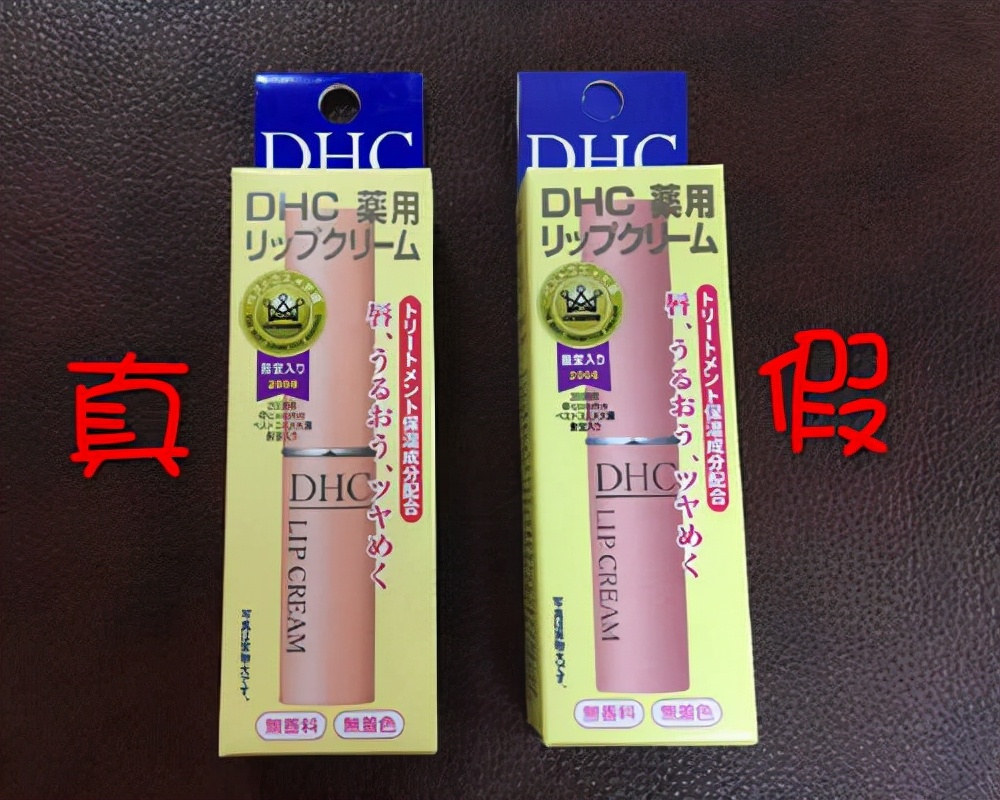 真
DHC
DHC 薬用
リップクリーム
トリートメント保湿成分配合
唇、うるおう、ツヤめく
殿堂入り
DHC
LIP CREAM
無香料
無着色
DHC
DHC 薬用
リップクリーム
トリートメント保湿成分配合
唇、うるおう、ツヤめく
殿堂入り
DHC
LIP CREAM
無香料
無着色
假